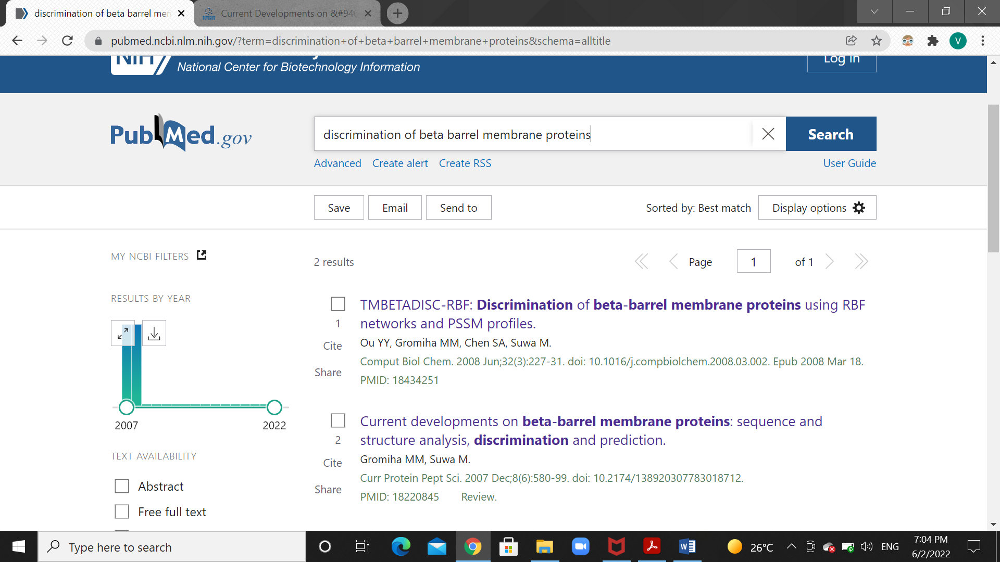 discrimination of beta barrel mem
Current Developments on &#946
pubmed.ncbi.nlm.nih.gov/?term=discrimination+of+beta+barrel+membrane+proteins&schema=alltitle
V
NIH
National Center for Biotechnology Information
Log in
PubMed.gov
discrimination of beta barrel membrane proteins
Search
Advanced Create alert Create RSS
User Guide
Save Email Send to
Sorted by: Best match
Display options
MY NCBI FILTERS
2 results
Page 1 of 1
RESULTS BY YEAR
2007 2022
TEXT AVAILABILITY
Abstract
Free full text
1
Cite
Share
TMBETADISC-RBF: Discrimination of beta-barrel membrane proteins using RBF
networks and PSSM profiles.
Ou YY, Gromiha MM, Chen SA, Suwa M.
Comput Biol Chem. 2008 Jun;32(3):227-31. doi: 10.1016/j.compbiolchem.2008.03.002. Epub 2008 Mar 18.
PMID: 18434251
2
Cite
Share
Current developments on beta-barrel membrane proteins: sequence and
structure analysis, discrimination and prediction.
Gromiha MM, Suwa M.
Curr Protein Pept Sci. 2007 Dec;8(6):580-99. doi: 10.2174/138920307783018712.
PMID: 18220845 Review.
Type here to search
26°C
ENG
7:04 PM
6/2/2022